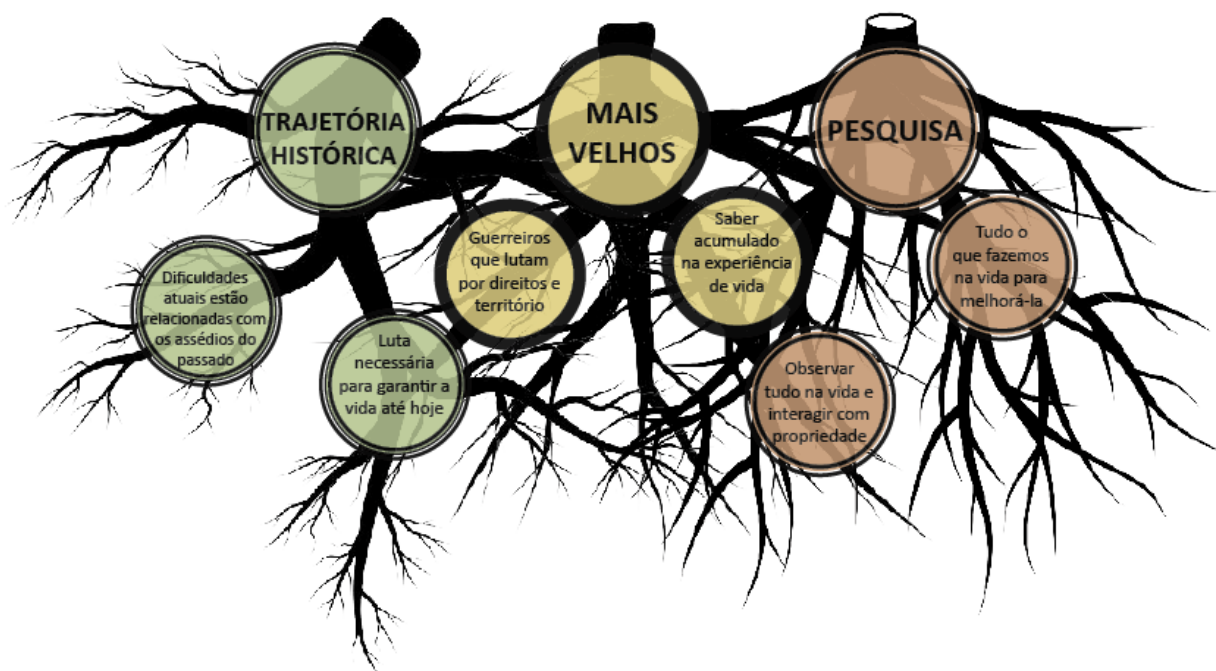 TRAJETÓRIA
HISTÓRICA
MAIS
VELHOS
PESQUISA
Dificuldades
atuais estão
relacionadas com
os assédios do
passado
Luta
necessária
para garantir a
vida até hoje
Guerreiros
que lutam
por direitos e
território
Saber
acumulado
na experiência
de vida
Observar
tudo na vida e
interagir com
propriedade
Tudo o
que fazemos
na vida para
melhorá-la